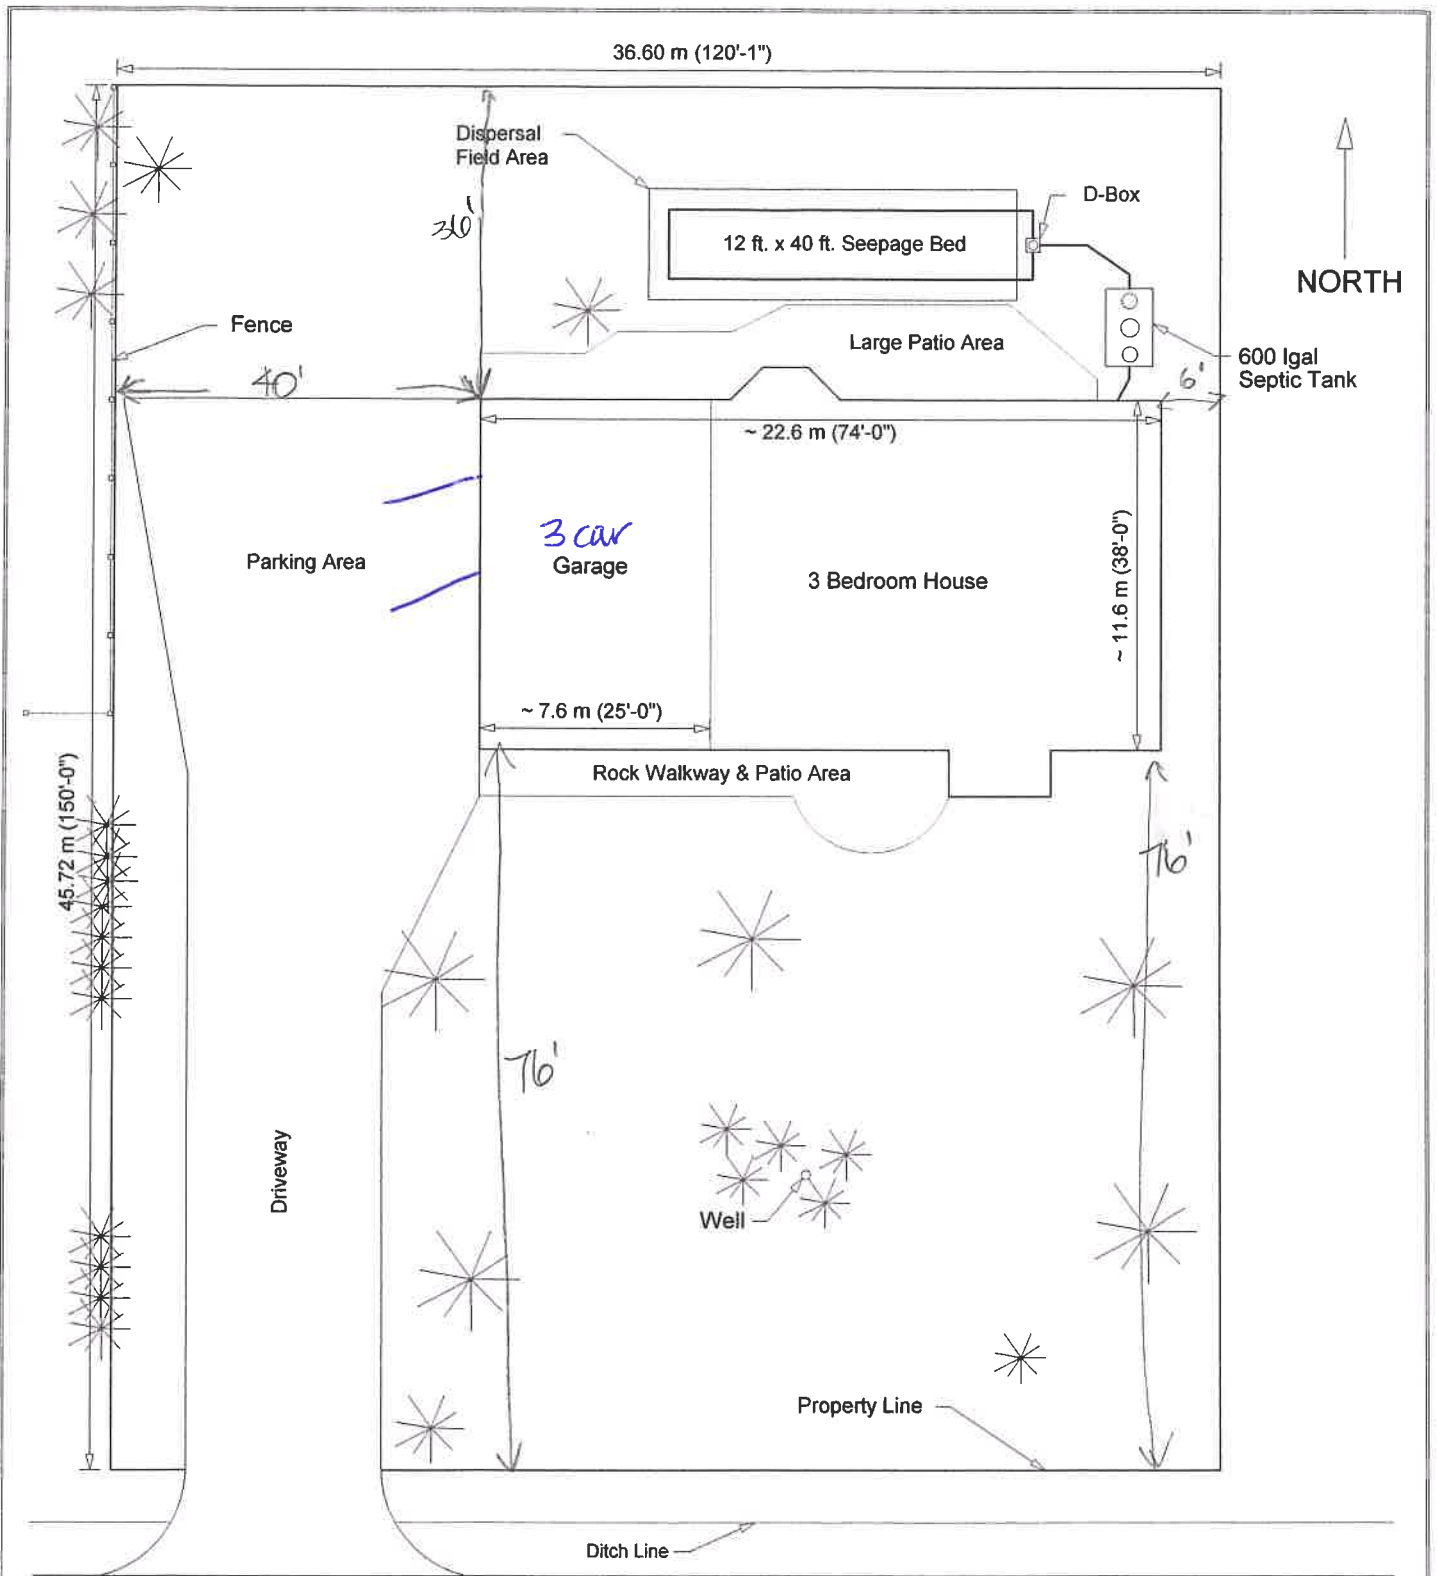 36.60 m (120'-1")
Dispersal
Field Area
D-Box
36'
12 ft. x 40 ft. Seepage Bed
NORTH
Fence
Large Patio Area
600 Igal
Septic Tank
40'
6'
~ 22.6 m (74'-0")
3 car
Garage
Parking Area
3 Bedroom House
~ 11.6 m (38'-0")
~ 7.6 m (25'-0")
Rock Walkway & Patio Area
45.72 m (150'-0")
76'
76'
Driveway
Well
Property Line
Ditch Line